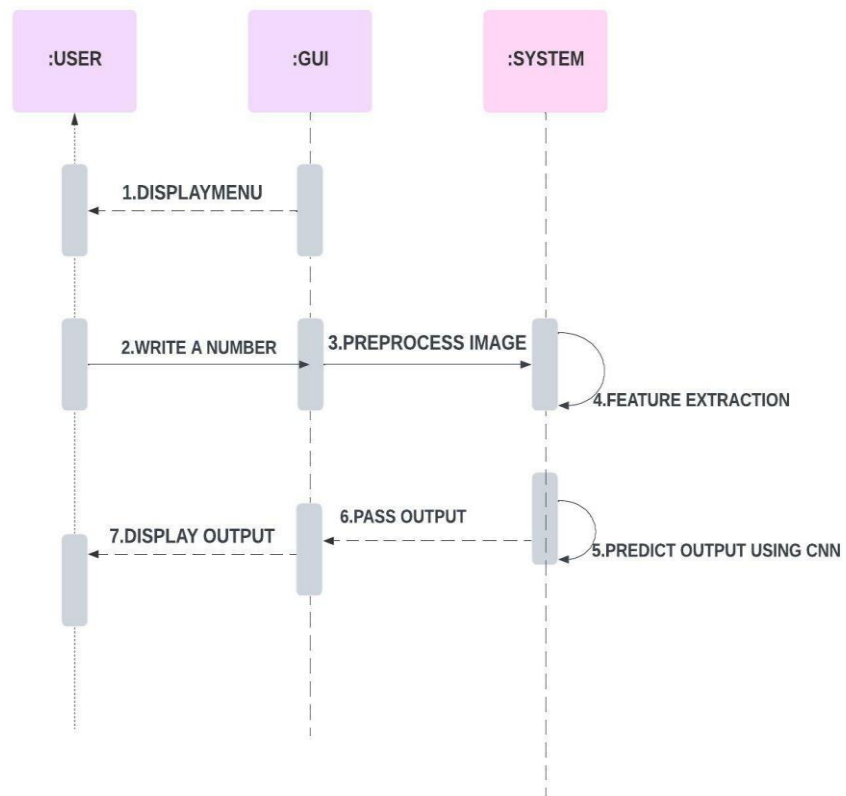 :USER
:GUI
:SYSTEM
1.DISPLAYMENU
2.WRITE A NUMBER
3.PREPROCESS IMAGE
4.FEATURE EXTRACTION
5.PREDICT OUTPUT USING CNN
6.PASS OUTPUT
7.DISPLAY OUTPUT